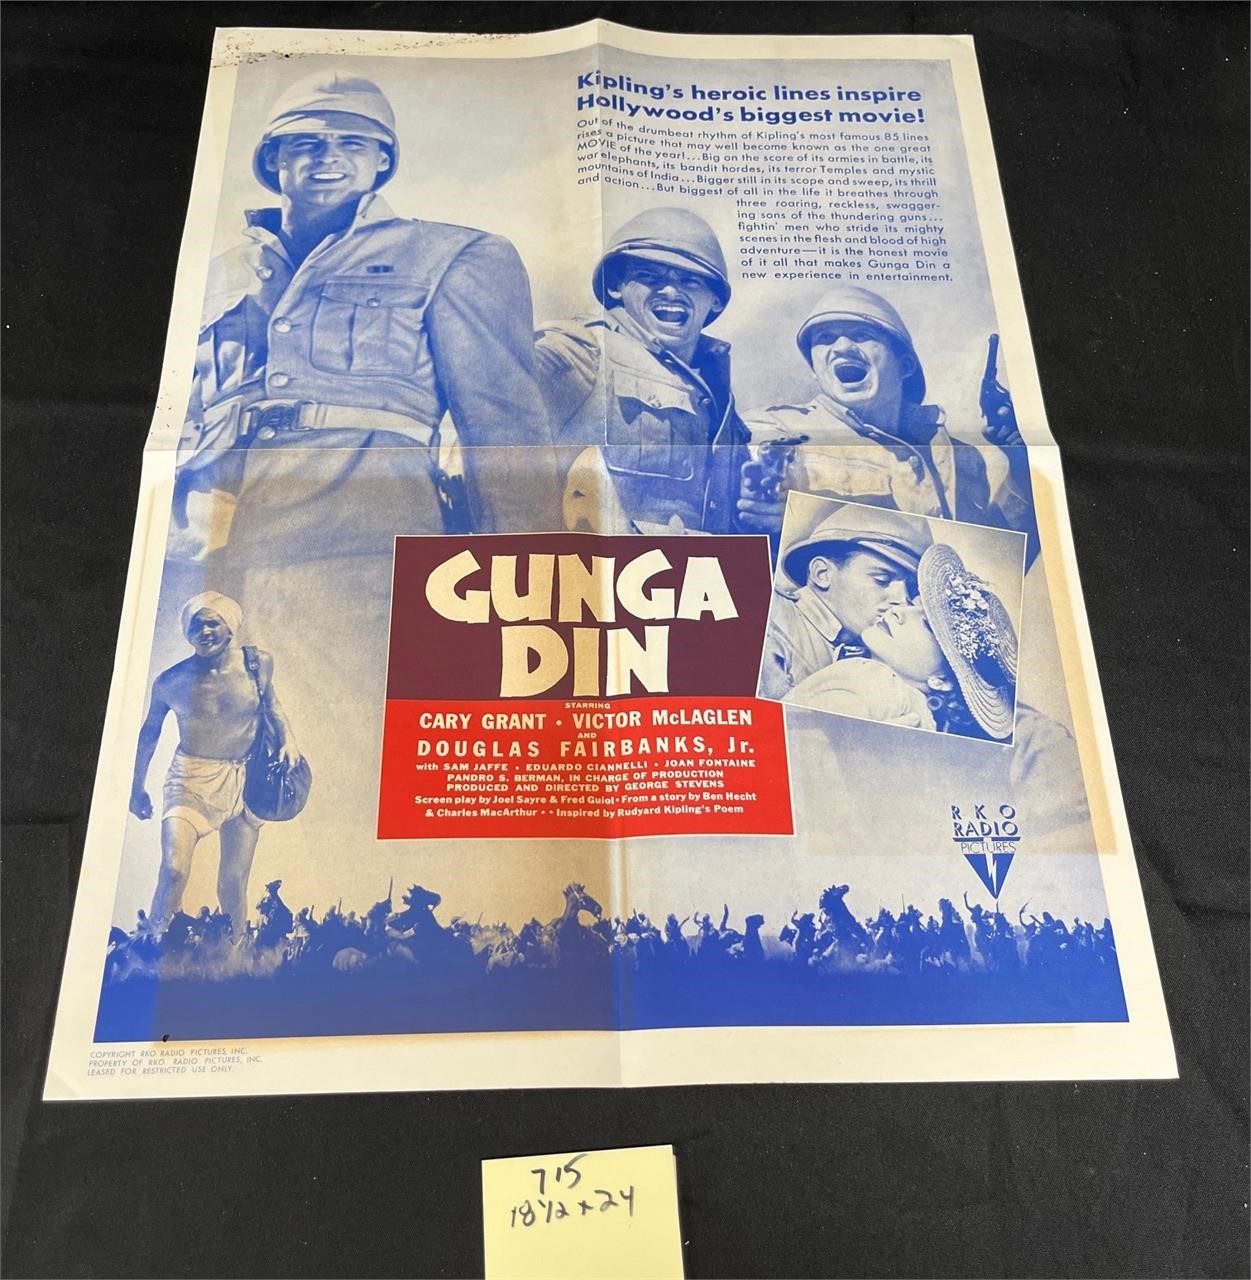 Kipling's heroic lines inspire
Hollywood's biggest movie!
Out of the drumbeat rhythm of Kipling's most famous 85 lines
rises a picture that may well become known as the one great
MOVIE of the year!...Big on the score of its armies in battle, its
war elephants, its bandit hordes, its terror Temples and mystic
mountains of India...Bigger still in its scope and sweep, its thrill
and action...But biggest of all in the life it breathes through
three roaring, reckless, swagger-
ing sons of the thundering guns...
fightin' men who stride its mighty
scenes in the flesh and blood of high
adventure—it is the honest movie
of it all that makes Gunga Din a
new experience in entertainment.
GUNGA
DIN
STARRING
CARY GRANT • VICTOR McLAGLEN
AND
DOUGLAS FAIRBANKS, Jr.
with SAM JAFFE • EDUARDO CIANNELLI • JOAN FONTAINE
PANDRO S. BERMAN, IN CHARGE OF PRODUCTION
PRODUCED AND DIRECTED BY GEORGE STEVENS
Screen play by Joel Sayre & Fred Guiol • From a story by Ben Hecht
& Charles MacArthur • • Inspired by Rudyard Kipling's Poem
RKO
RADIO
PICTURES
COPYRIGHT RKO RADIO PICTURES, INC.
PROPERTY OF RKO RADIO PICTURES, INC.
LEASED FOR RESTRICTED USE ONLY.
715
18 1/2 x 24